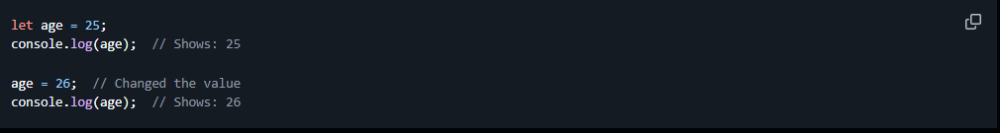 let age = 25;
console.log(age);  // Shows: 25
age = 26;  // Changed the value
console.log(age);  // Shows: 26